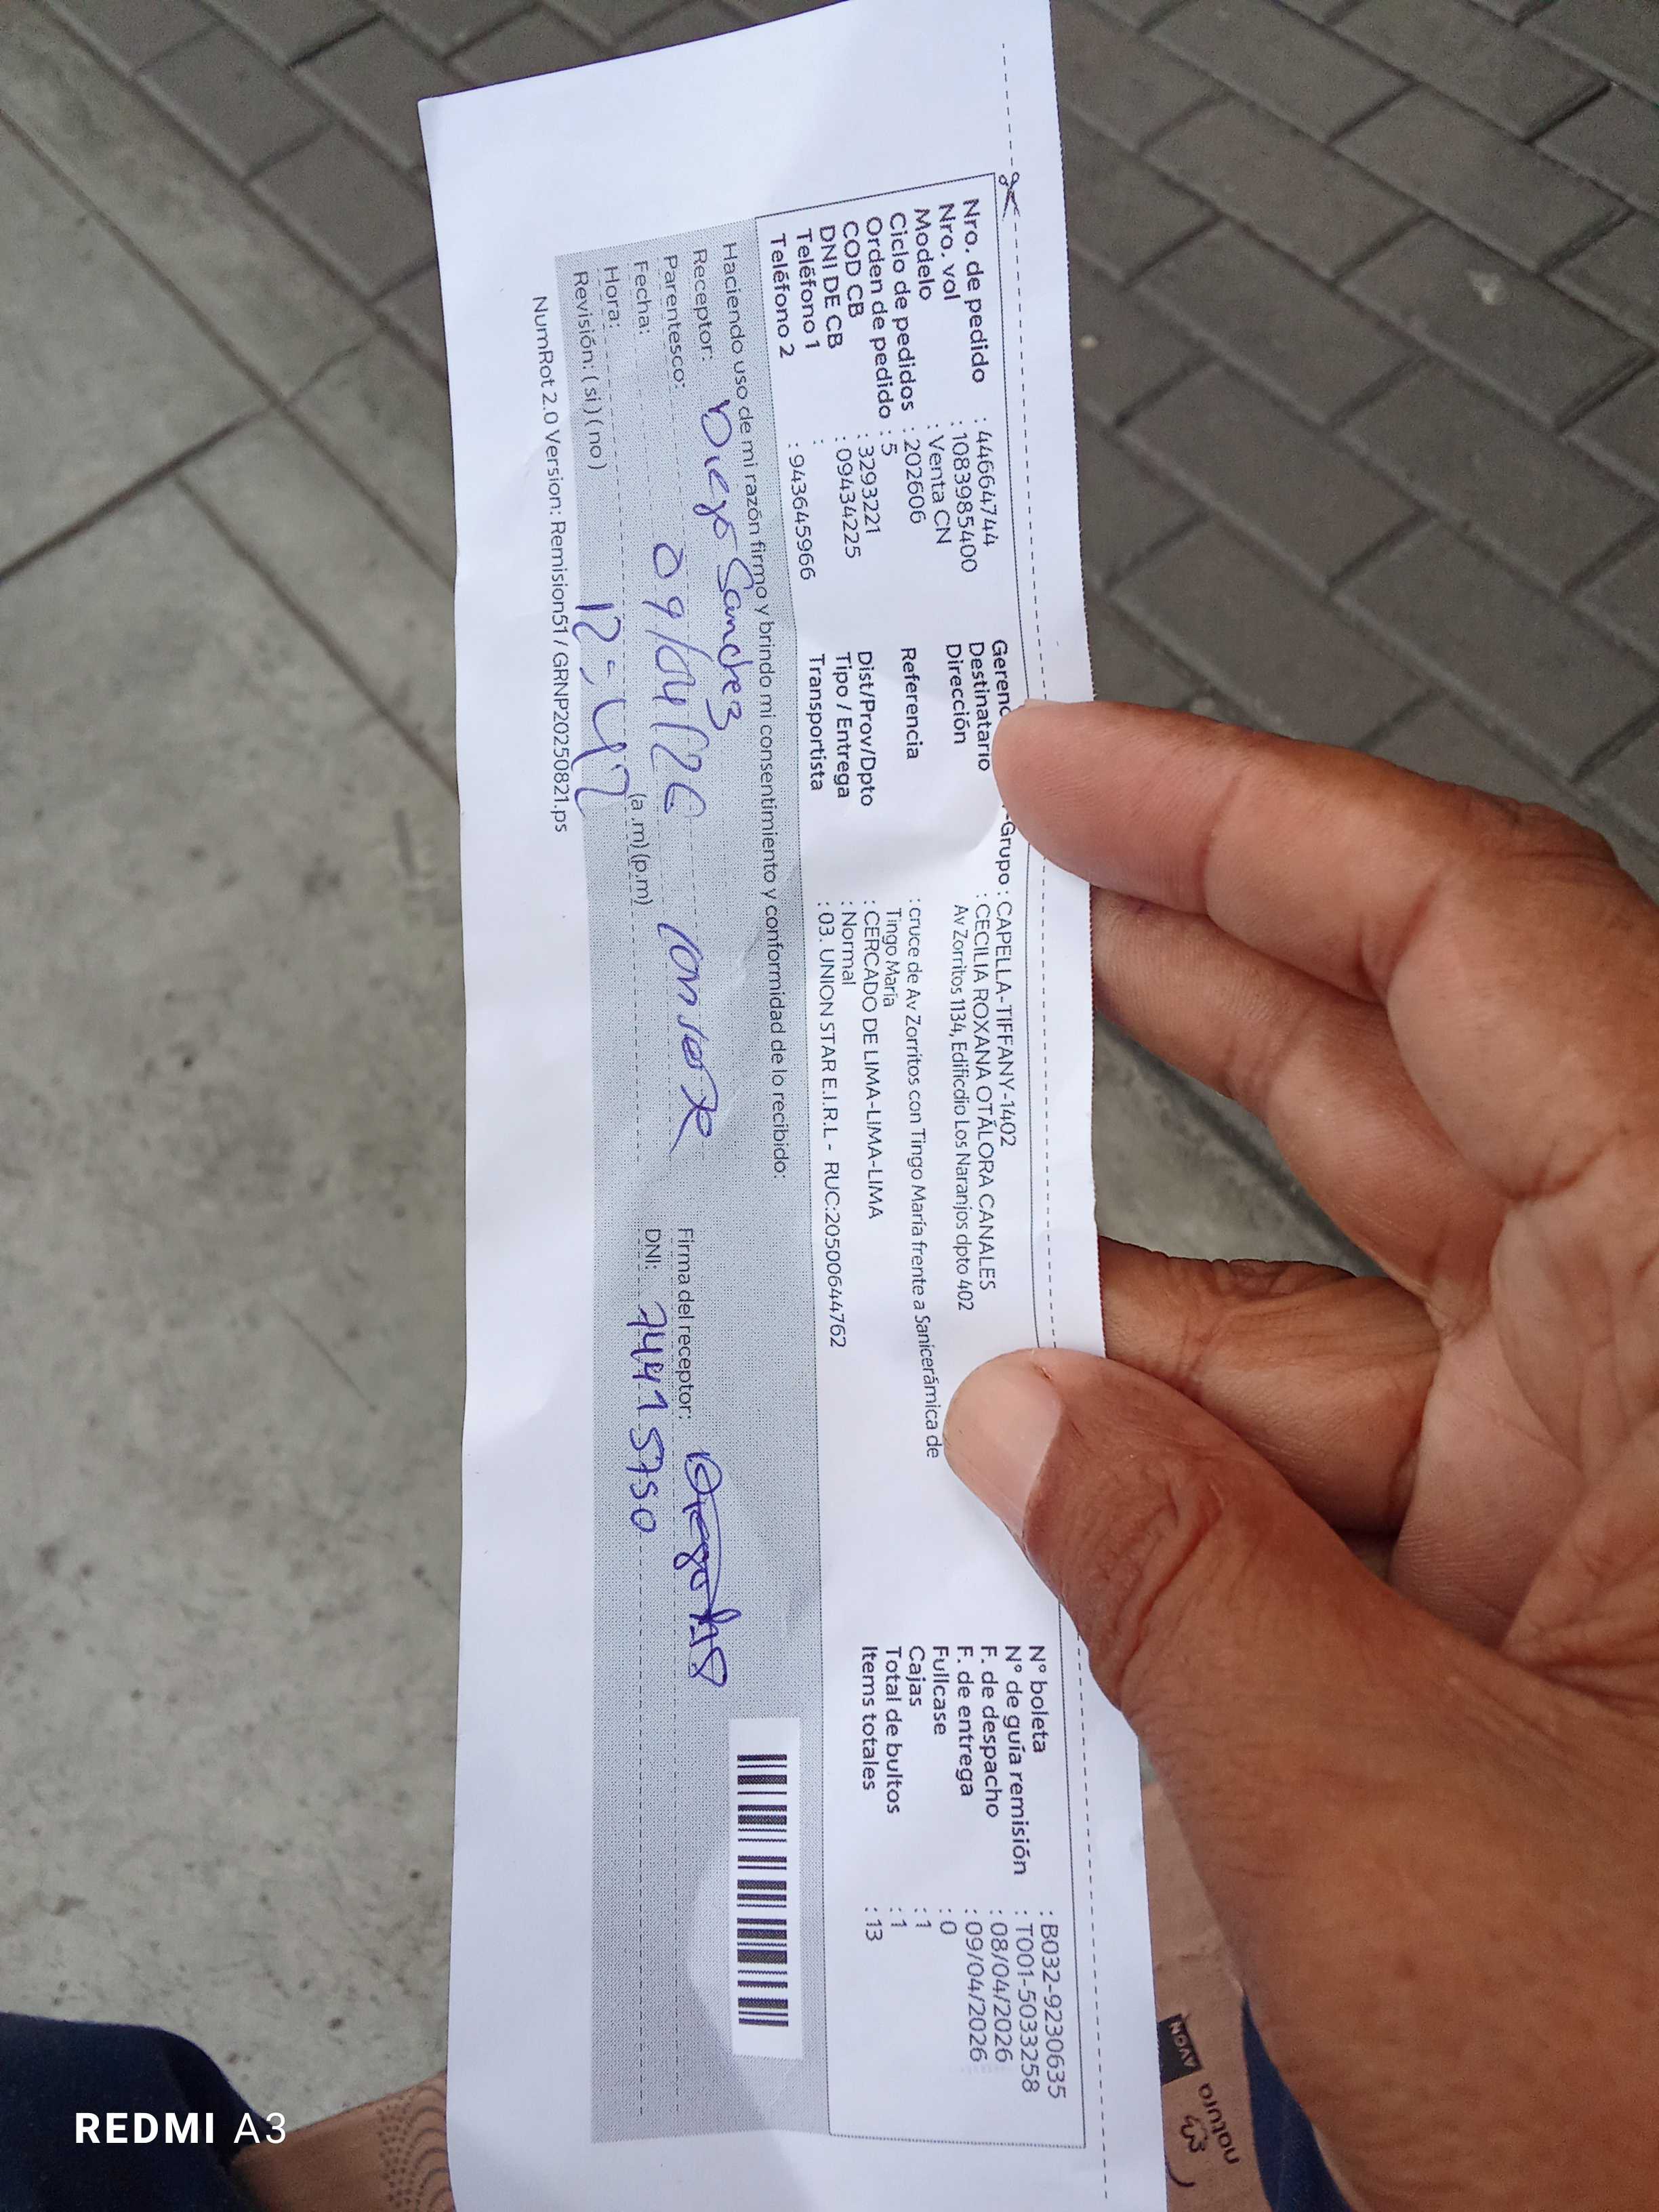 Nro. de pedido : 44664744
Nro. vol : 1083985400
Modelo : Venta CN
Ciclo de pedidos : 202606
Orden de pedido : 5
COD CB : 3293221
DNI DE CB : 09434225
Teléfono 1 :
Teléfono 2 : 943645966
Gerenc -Grupo : CAPELLA-TIFFANY-1402
Destinatario : CECILIA ROXANA OTÁLORA CANALES
Dirección Av Zorritos 1134, Edificdio Los Naranjos dpto 402
Referencia : cruce de Av Zorritos con Tingo María frente a Sanicerámica de
Tingo María
Dist/Prov/Dpto : CERCADO DE LIMA-LIMA-LIMA
Tipo / Entrega : Normal
Transportista : 03. UNION STAR E.I.R.L - RUC:20500644762
N° boleta : B032-9230635
N° de guía remisión : T001-5033258
F. de despacho : 08/04/2026
F. de entrega : 09/04/2026
Fullcase : 0
Cajas : 1
Total de bultos : 1
Items totales : 13
Haciendo uso de mi razón firmo y brindo mi consentimiento y conformidad de lo recibido:
Receptor: Diego Sanchez
Parentesco:
Fecha: 09/04/26
Hora: 12:42 (a .m) (p.m)
Revisión: ( si ) ( no )
Firma del receptor: Diego
DNI: 74415750
NumRot 2.0 Version: Remision51 / GRNP20250821.ps
natura
AVON
REDMI A3